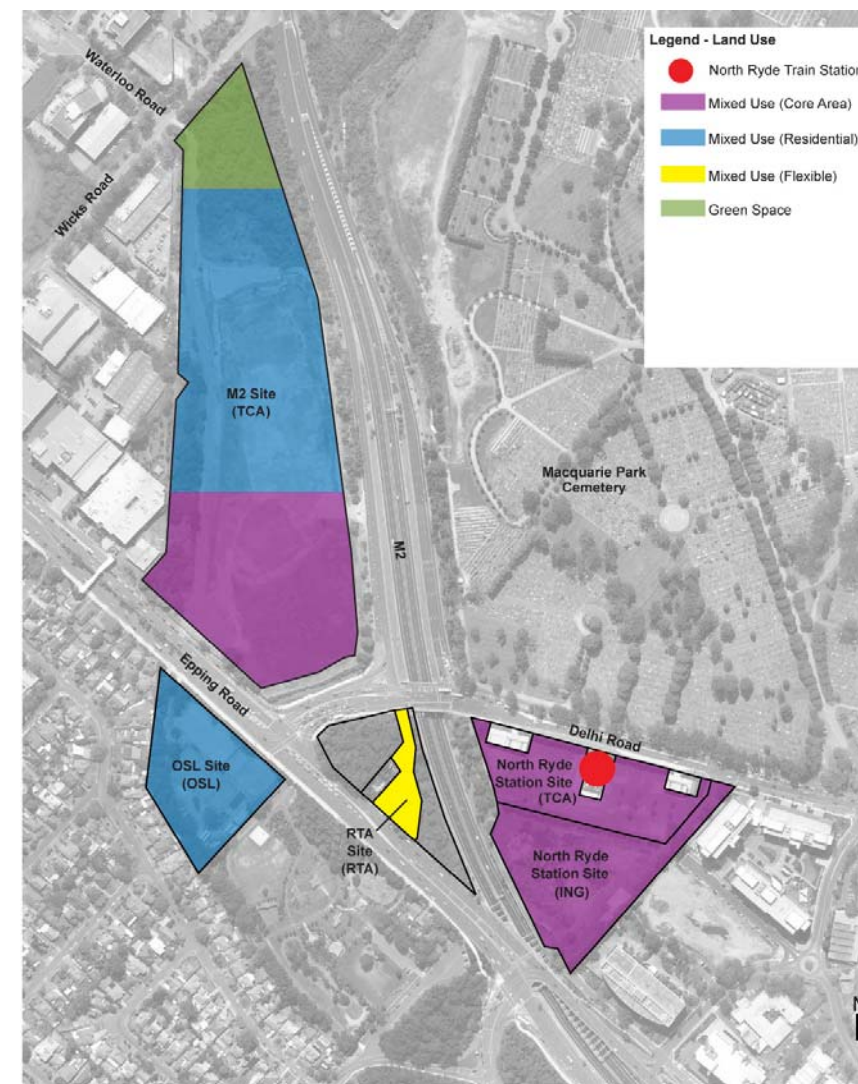 Legend - Land Use
North Ryde Train Station
Mixed Use (Core Area)
Mixed Use (Residential)
Mixed Use (Flexible)
Green Space
Waterloo Road
Wicks Road
M2 Site
(TCA)
Macquarie Park
Cemetery
M2
Epping Road
Delhi Road
OSL Site
(OSL)
North Ryde
Station Site
(TCA)
RTA
Site
(RTA)
North Ryde
Station Site
(ING)
N